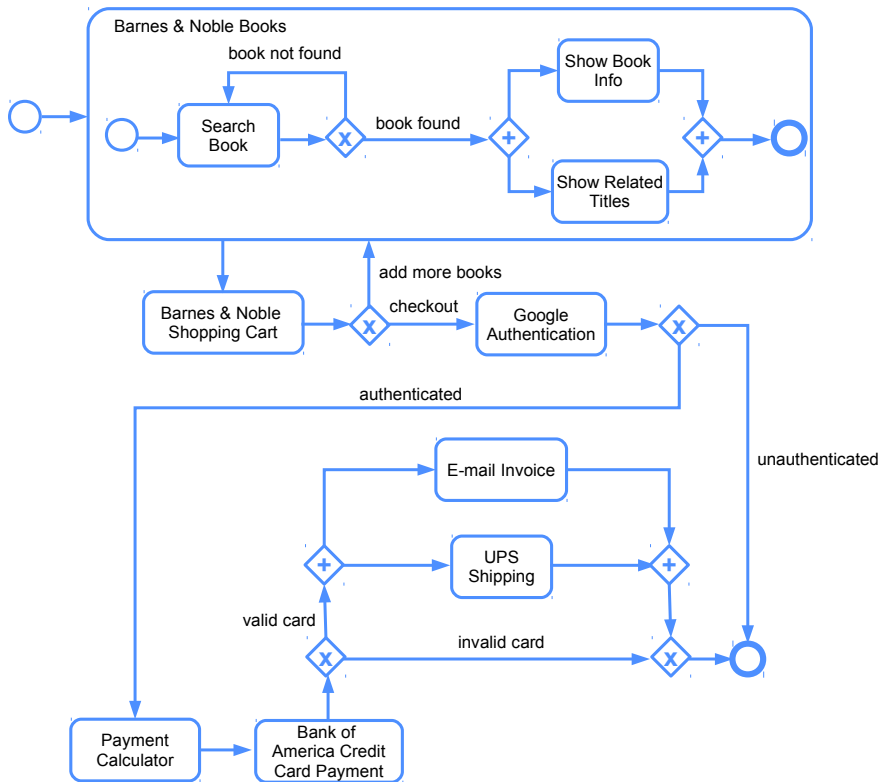 Barnes & Noble Books
book not found
Show Book
Info
Search
Book
X
book found
+
+
Show Related
Titles
add more books
Barnes & Noble
Shopping Cart
X
checkout
Google
Authentication
X
authenticated
unauthenticated
E-mail Invoice
+
UPS
Shipping
+
valid card
invalid card
X
X
Payment
Calculator
Bank of
America Credit
Card Payment